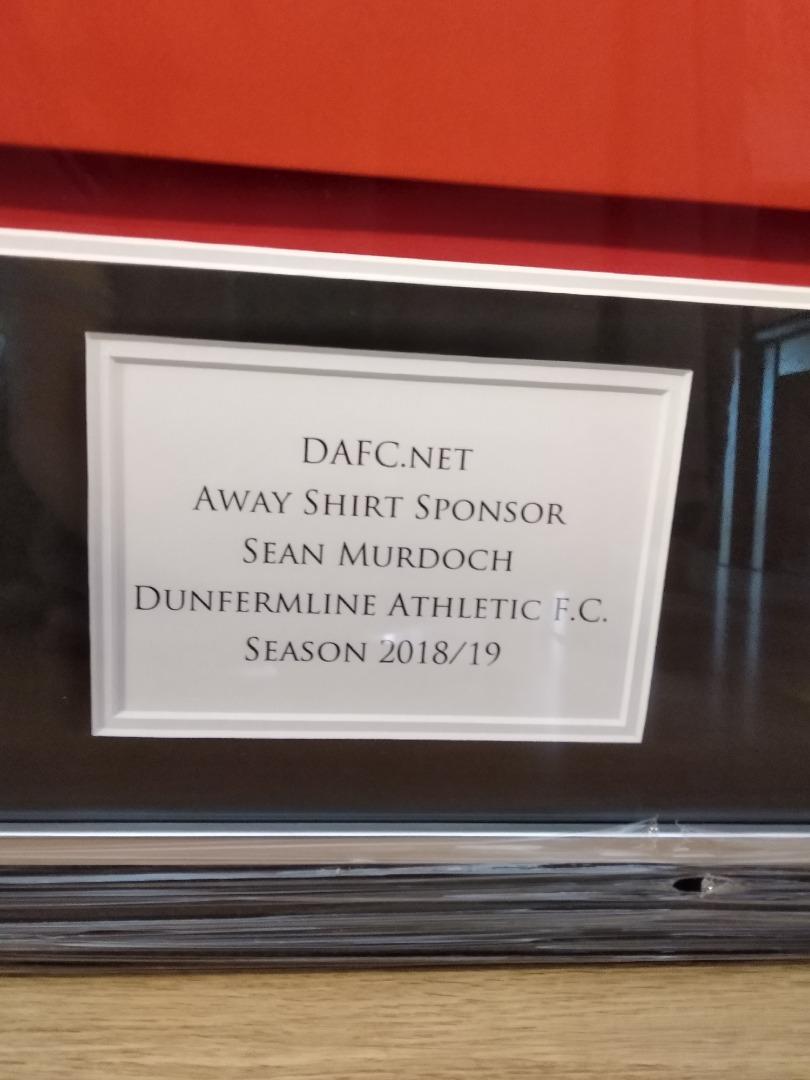 DAFC.NET
AWAY SHIRT SPONSOR
SEAN MURDOCH
DUNFERMLINE ATHLETIC F.C.
SEASON 2018/19